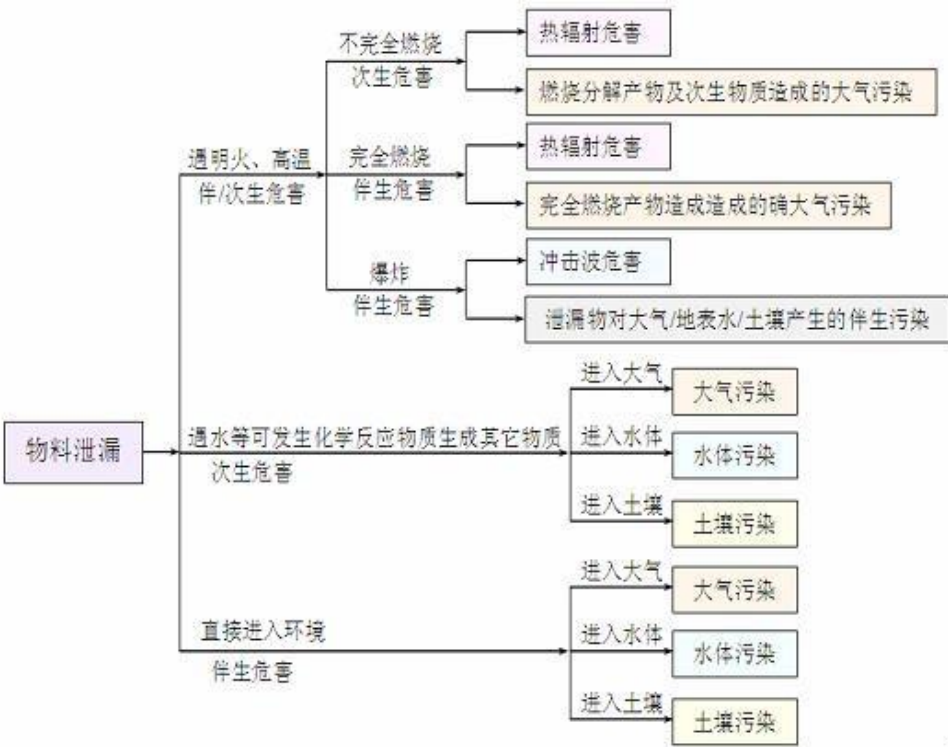 不完全燃烧
次生危害
热辐射危害
燃烧分解产物及次生物质造成的大气污染
遇明火、高温
伴/次生危害
完全燃烧
伴生危害
热辐射危害
完全燃烧产物造成造成的确大气污染
爆炸
伴生危害
冲击波危害
泄漏物对大气/地表水/土壤产生的伴生污染
物料泄漏
遇水等可发生化学反应物质生成其它物质
次生危害
进入大气
大气污染
进入水体
水体污染
进入土壤
土壤污染
直接进入环境
伴生危害
进入大气
大气污染
进入水体
水体污染
进入土壤
土壤污染